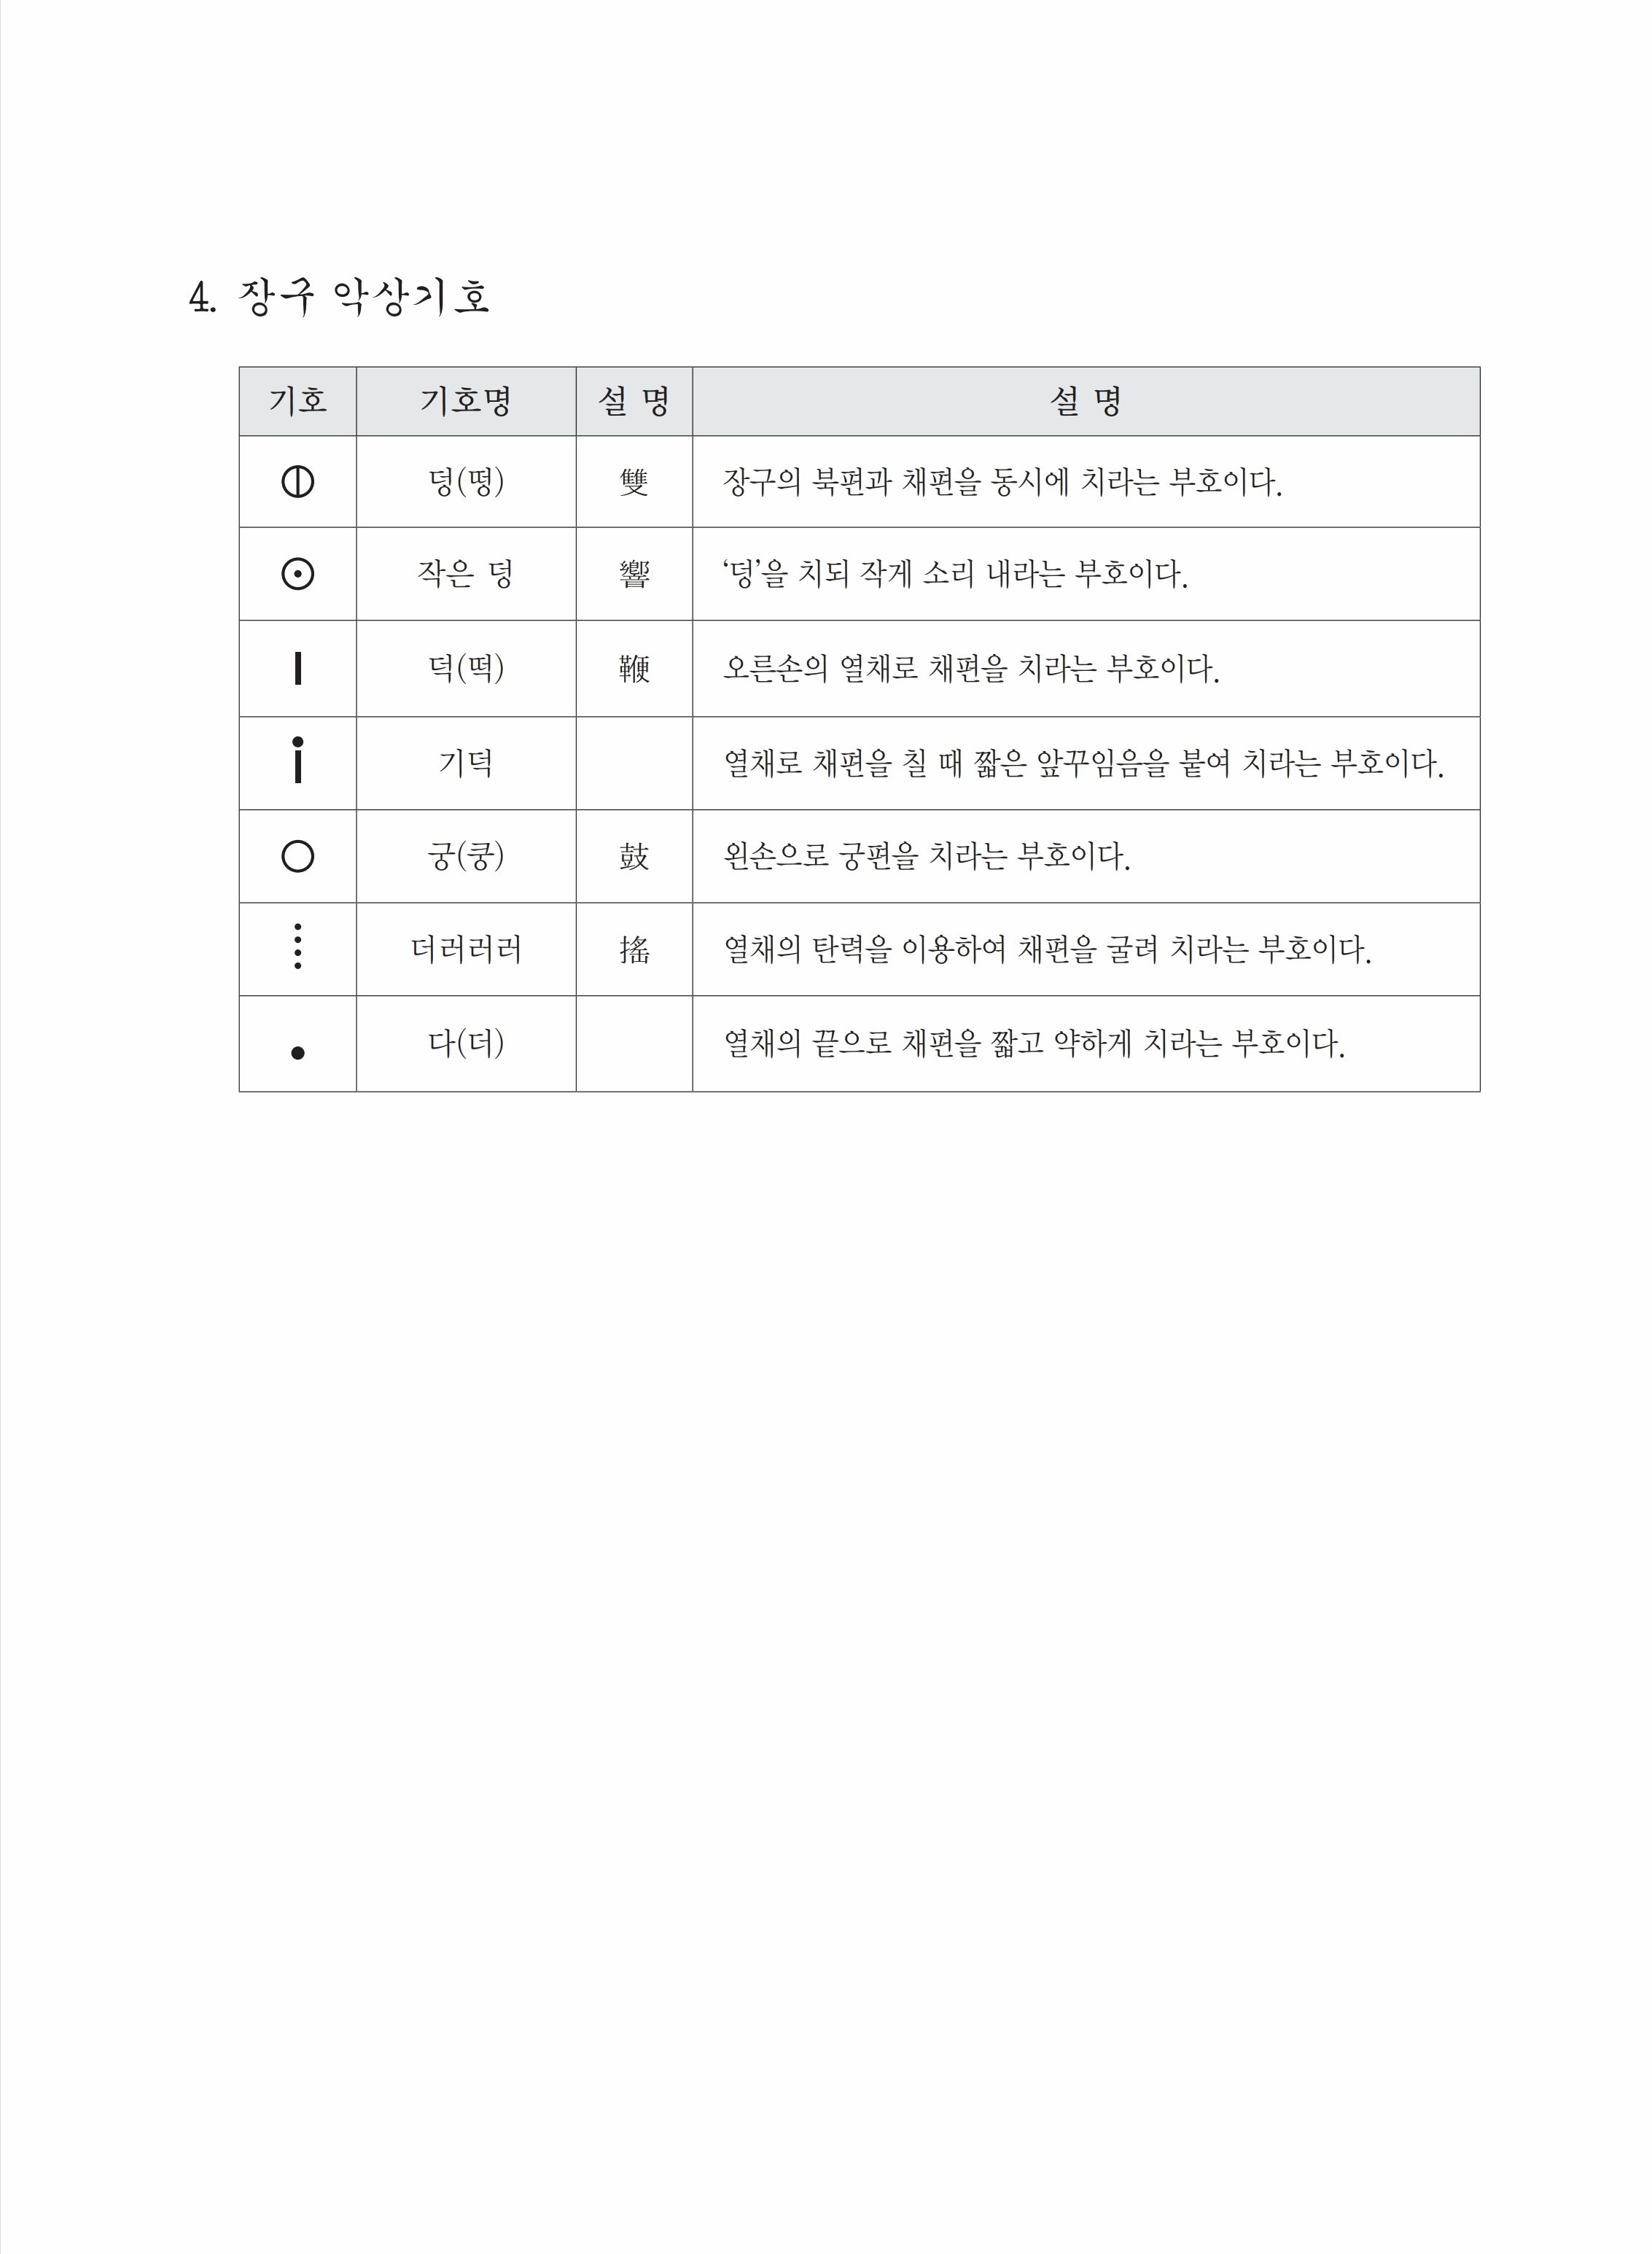 4. 장구 악상기호
기호 기호명 설 명 설 명
덩(떵) 雙 장구의 북편과 채편을 동시에 치라는 부호이다.
작은 덩 響 ‘덩’을 치되 작게 소리 내라는 부호이다.
덕(떡) 鞭 오른손의 열채로 채편을 치라는 부호이다.
기덕 열채로 채편을 칠 때 짧은 앞꾸임음을 붙여 치라는 부호이다.
궁(쿵) 鼓 왼손으로 궁편을 치라는 부호이다.
더러러러 搖 열채의 탄력을 이용하여 채편을 굴려 치라는 부호이다.
다(더) 열채의 끝으로 채편을 짧고 약하게 치라는 부호이다.